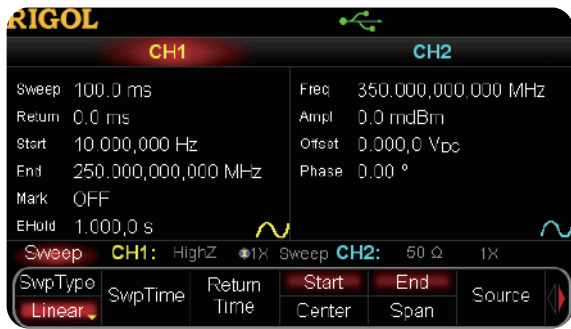 RIGOL
CH1 CH2
Sweep 100.0 ms
Return 0.0 ms
Start 10.000,000 Hz
End 250.000,000,000 MHz
Mark OFF
EHold 1.000,0 s
Freq 350.000,000,000 MHz
Ampl 0.0 mdBm
Offset 0.000,0 VDC
Phase 0.00 °
Sweep CH1: HighZ 1X Sweep CH2: 50 Ω 1X
SwpType
Linear
SwpTime
Return
Time
Start
Center
End
Span
Source